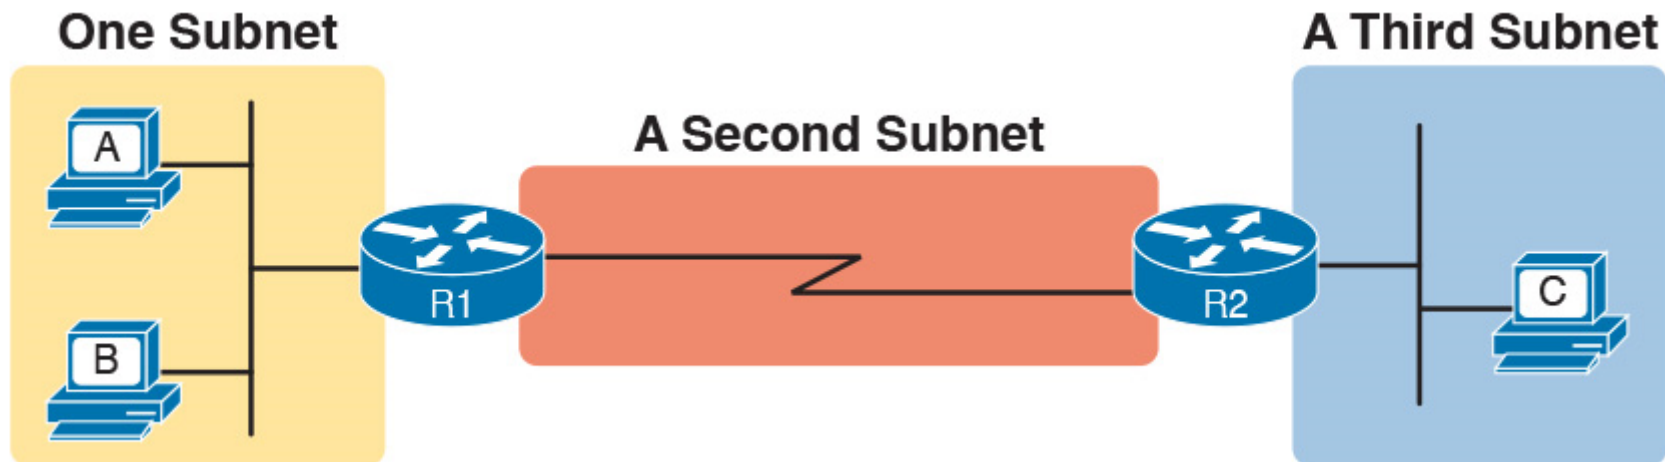 One Subnet
A Third Subnet
A Second Subnet
A
B
R1
R2
C